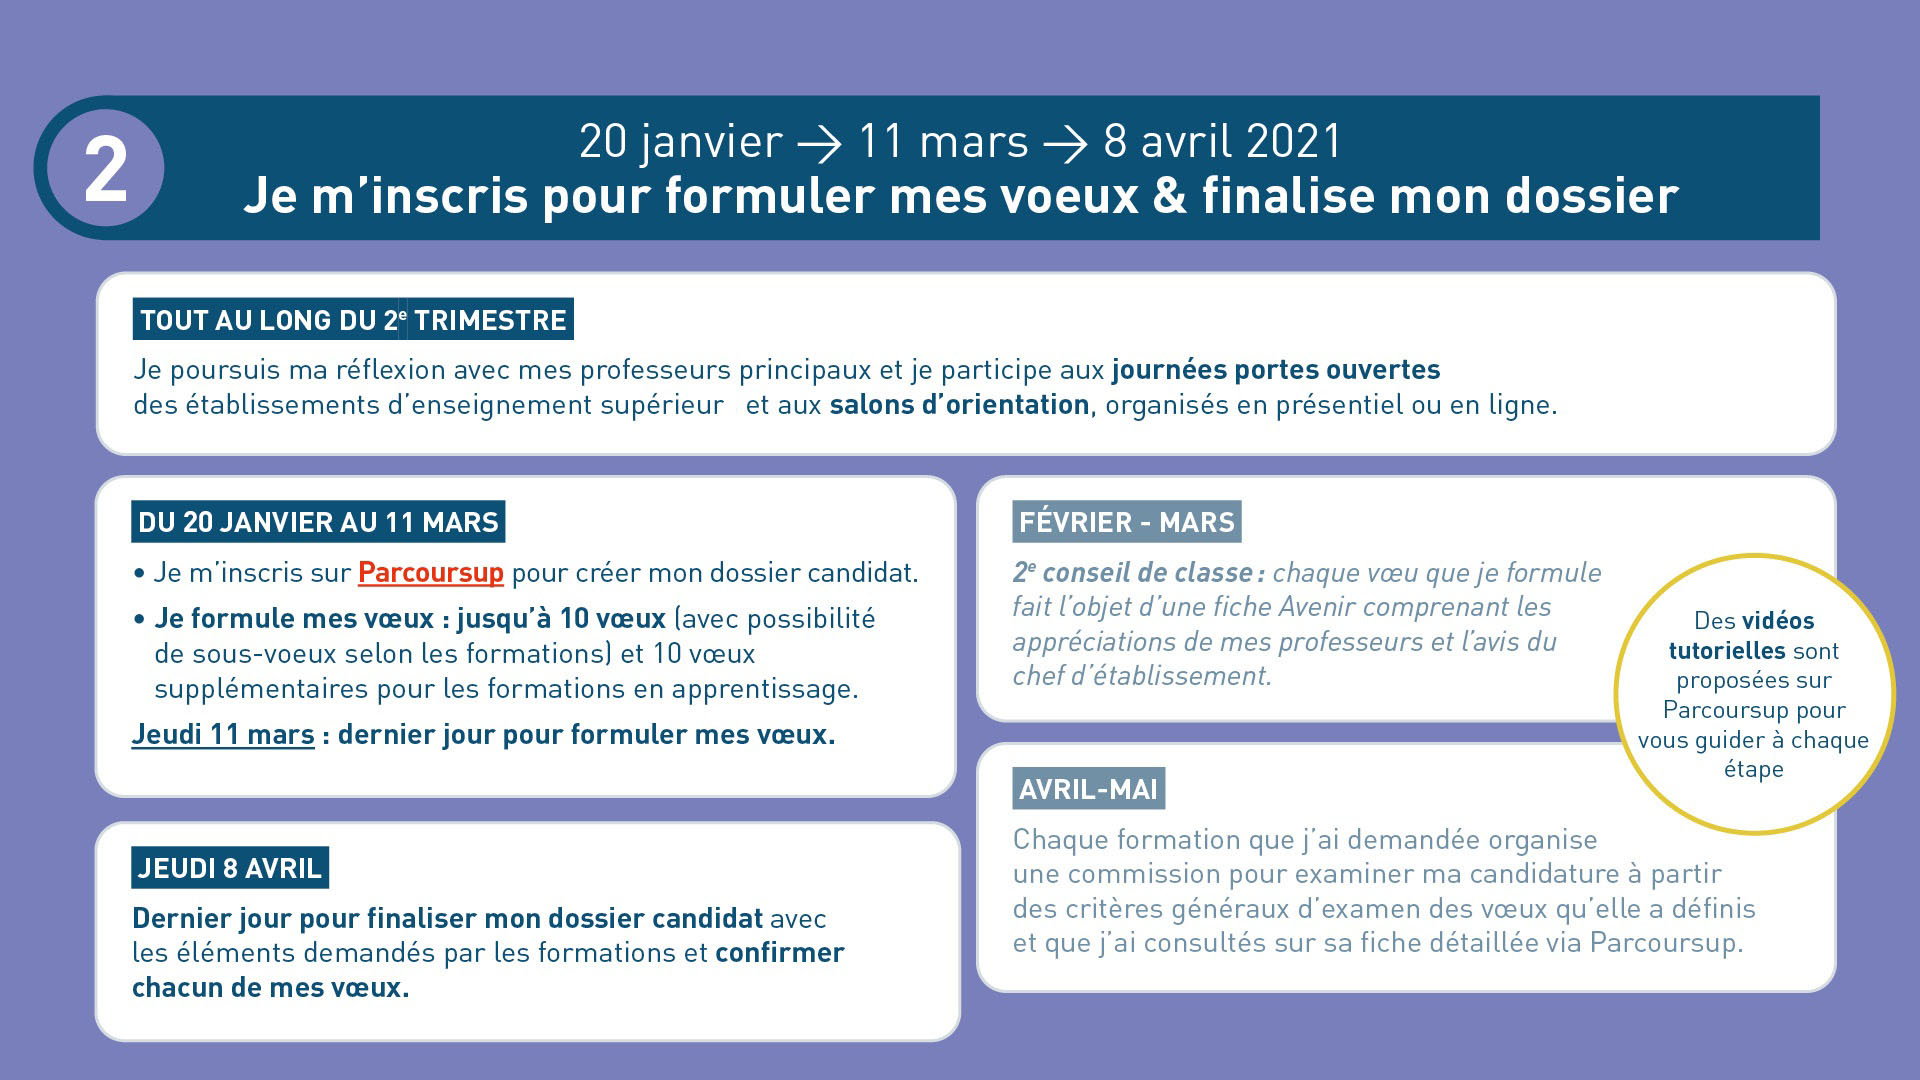 2
20 janvier → 11 mars → 8 avril 2021
Je m’inscris pour formuler mes voeux & finalise mon dossier
TOUT AU LONG DU 2e TRIMESTRE
Je poursuis ma réflexion avec mes professeurs principaux et je participe aux journées portes ouvertes
des établissements d’enseignement supérieur et aux salons d’orientation, organisés en présentiel ou en ligne.
DU 20 JANVIER AU 11 MARS
• Je m’inscris sur Parcoursup pour créer mon dossier candidat.
• Je formule mes vœux : jusqu’à 10 vœux (avec possibilité
de sous-voeux selon les formations) et 10 vœux
supplémentaires pour les formations en apprentissage.
Jeudi 11 mars : dernier jour pour formuler mes vœux.
JEUDI 8 AVRIL
Dernier jour pour finaliser mon dossier candidat avec
les éléments demandés par les formations et confirmer
chacun de mes vœux.
FÉVRIER - MARS
2e conseil de classe : chaque vœu que je formule
fait l’objet d’une fiche Avenir comprenant les
appréciations de mes professeurs et l’avis du
chef d’établissement.
AVRIL-MAI
Chaque formation que j’ai demandée organise
une commission pour examiner ma candidature à partir
des critères généraux d’examen des vœux qu’elle a définis
et que j’ai consultés sur sa fiche détaillée via Parcoursup.
Des vidéos
tutorielles sont
proposées sur
Parcoursup pour
vous guider à chaque
étape